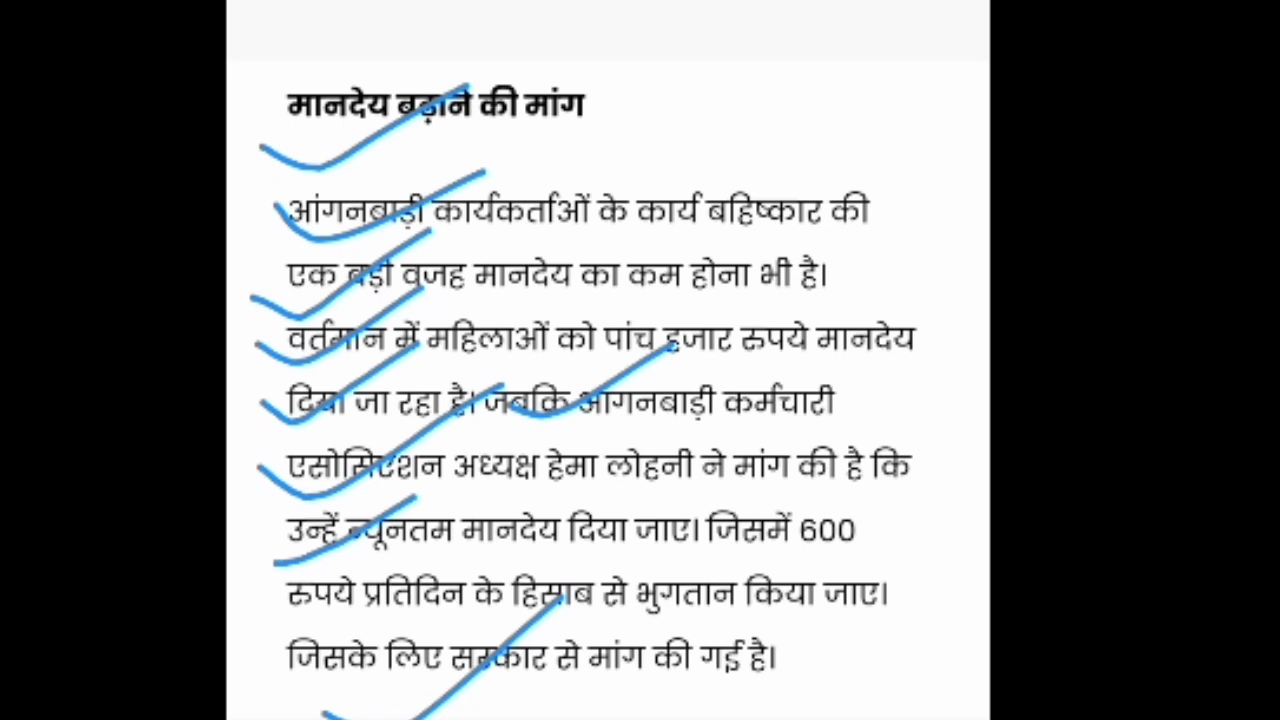 मानदेय बढ़ाने की मांग
आंगनबाड़ी कार्यकर्ताओं के कार्य बहिष्कार की
एक बड़ी वजह मानदेय का कम होना भी है।
वर्तमान में महिलाओं को पांच हजार रुपये मानदेय
दिया जा रहा है। जबकि आंगनबाड़ी कर्मचारी
एसोसिएशन अध्यक्ष हेमा लोहनी ने मांग की है कि
उन्हें न्यूनतम मानदेय दिया जाए। जिसमें 600
रुपये प्रतिदिन के हिसाब से भुगतान किया जाए।
जिसके लिए सरकार से मांग की गई है।